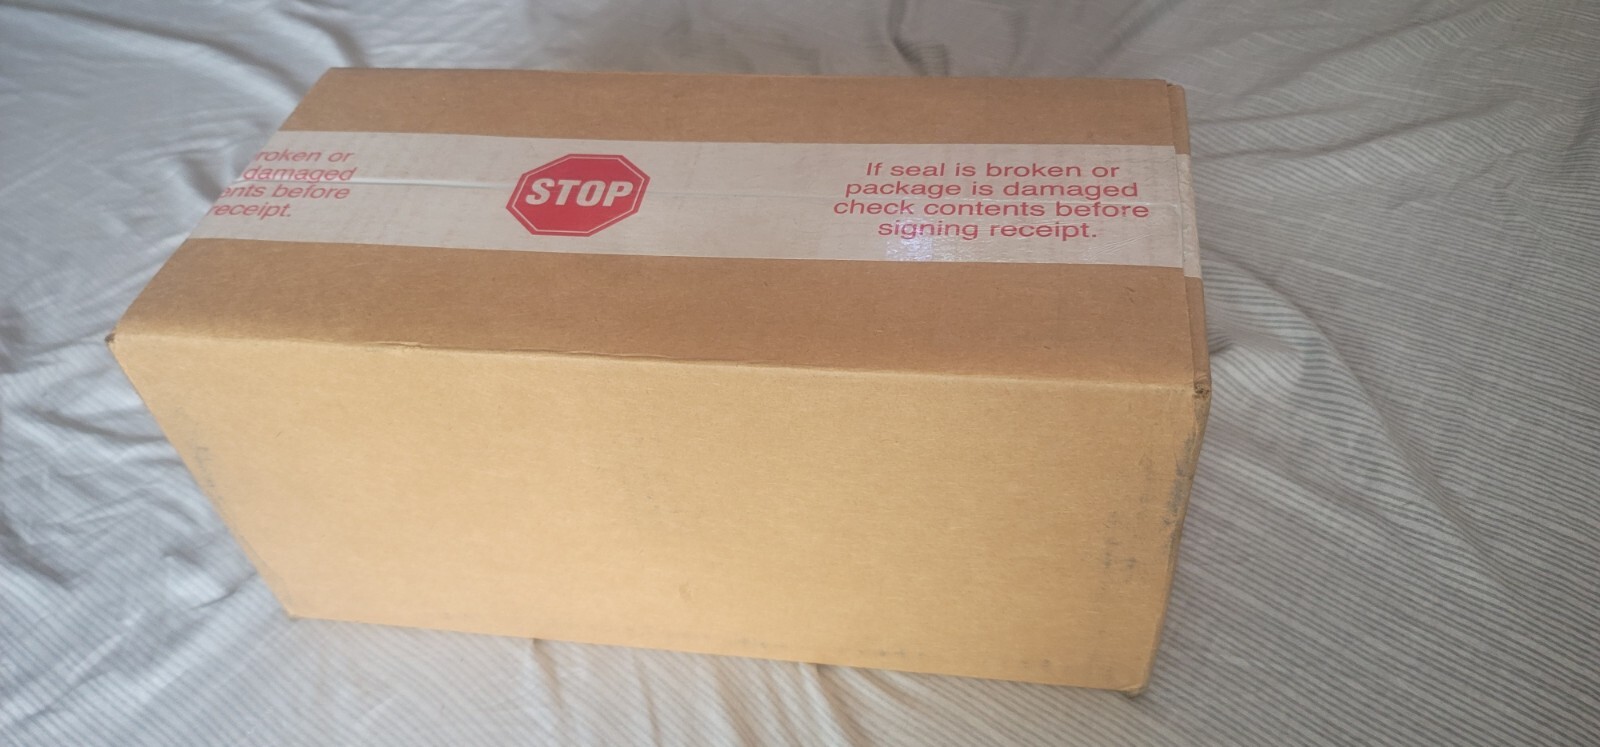 roken or
damaged
ents before
receipt.
STOP
If seal is broken or
package is damaged
check contents before
signing receipt.